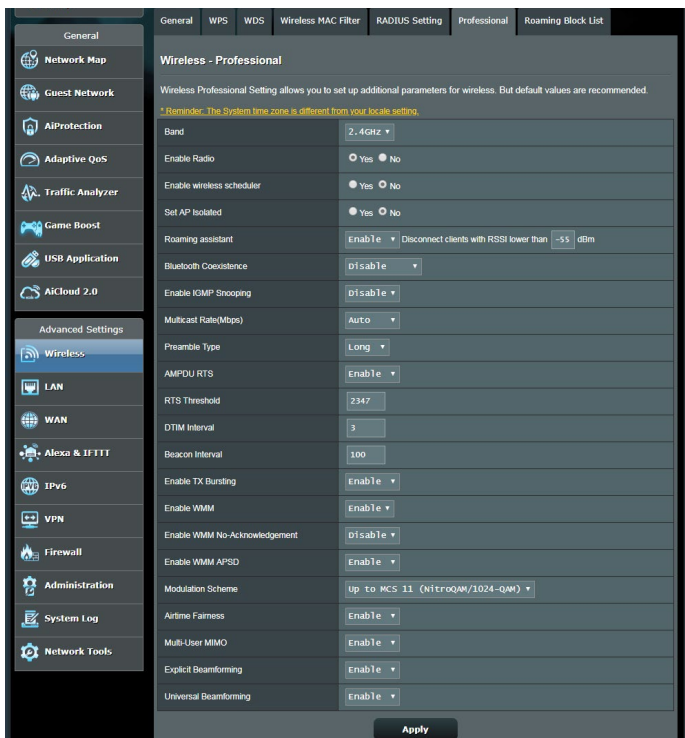 General
Network Map
Guest Network
AiProtection
Adaptive QoS
Traffic Analyzer
Game Boost
USB Application
AiCloud 2.0
Advanced Settings
Wireless
LAN
WAN
Alexa & IFTTT
IPv6
VPN
Firewall
Administration
System Log
Network Tools
General WPS WDS Wireless MAC Filter RADIUS Setting Professional Roaming Block List
Wireless - Professional
Wireless Professional Setting allows you to set up additional parameters for wireless. But default values are recommended.
* Reminder: The System time zone is different from your locale setting.
Band 2.4GHz
Enable Radio Yes No
Enable wireless scheduler Yes No
Set AP Isolated Yes No
Roaming assistant Enable Disconnect clients with RSSI lower than -55 dBm
Bluetooth Coexistence Disable
Enable IGMP Snooping Disable
Multicast Rate(Mbps) Auto
Preamble Type Long
AMPDU RTS Enable
RTS Threshold 2347
DTIM Interval 3
Beacon Interval 100
Enable TX Bursting Enable
Enable WMM Enable
Enable WMM No-Acknowledgement Disable
Enable WMM APSD Enable
Modulation Scheme Up to MCS 11 (NitroQAM/1024-QAM)
Airtime Fairness Enable
Multi-User MIMO Enable
Explicit Beamforming Enable
Universal Beamforming Enable
Apply